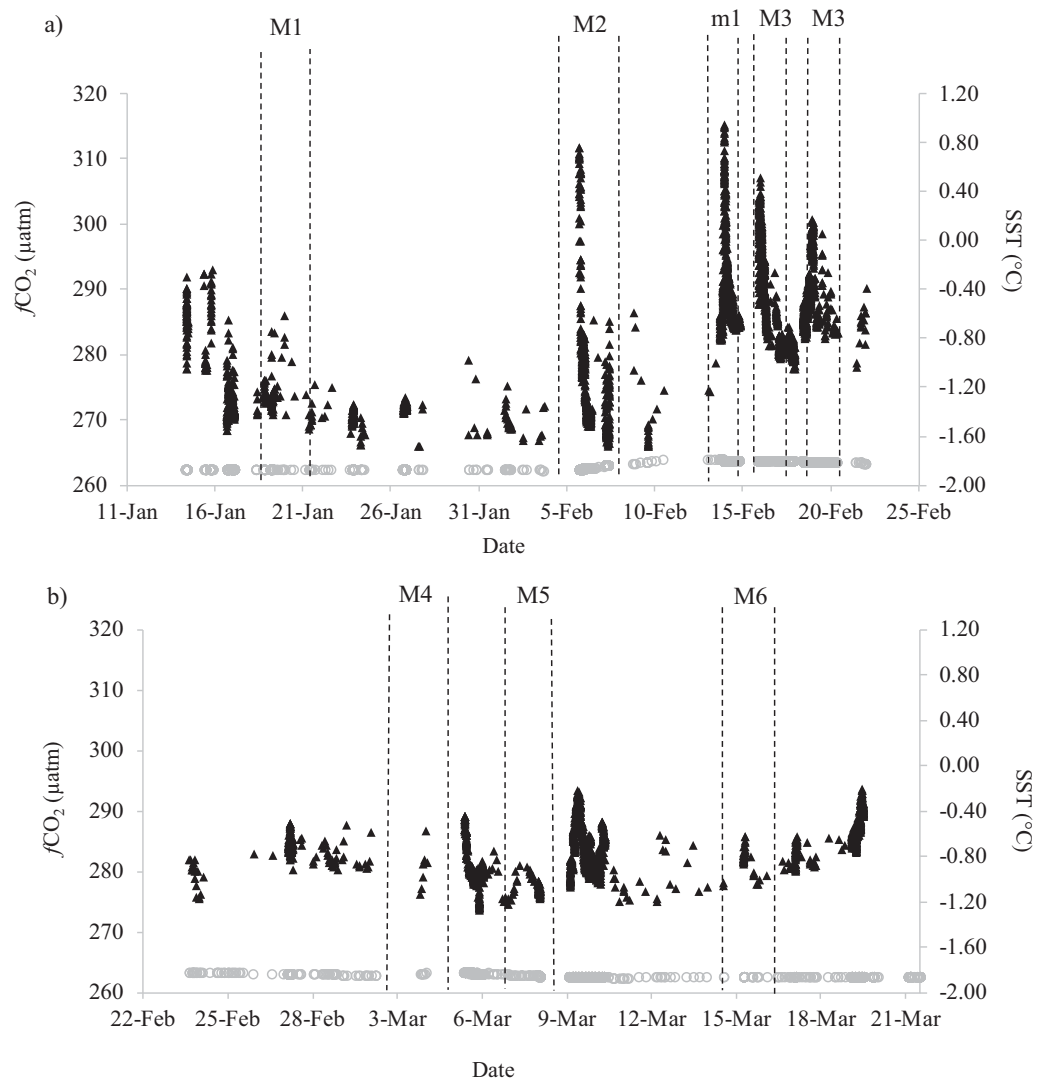 a)
M1
M2
m1
M3
M3
320
310
300
290
280
270
260
fCO2 (µatm)
1.20
0.80
0.40
0.00
-0.40
-0.80
-1.20
-1.60
-2.00
SST (°C)
11-Jan
16-Jan
21-Jan
26-Jan
31-Jan
5-Feb
10-Feb
15-Feb
20-Feb
25-Feb
Date
b)
M4
M5
M6
320
310
300
290
280
270
260
fCO2 (µatm)
1.20
0.80
0.40
0.00
-0.40
-0.80
-1.20
-1.60
-2.00
SST (°C)
22-Feb
25-Feb
28-Feb
3-Mar
6-Mar
9-Mar
12-Mar
15-Mar
18-Mar
21-Mar
Date